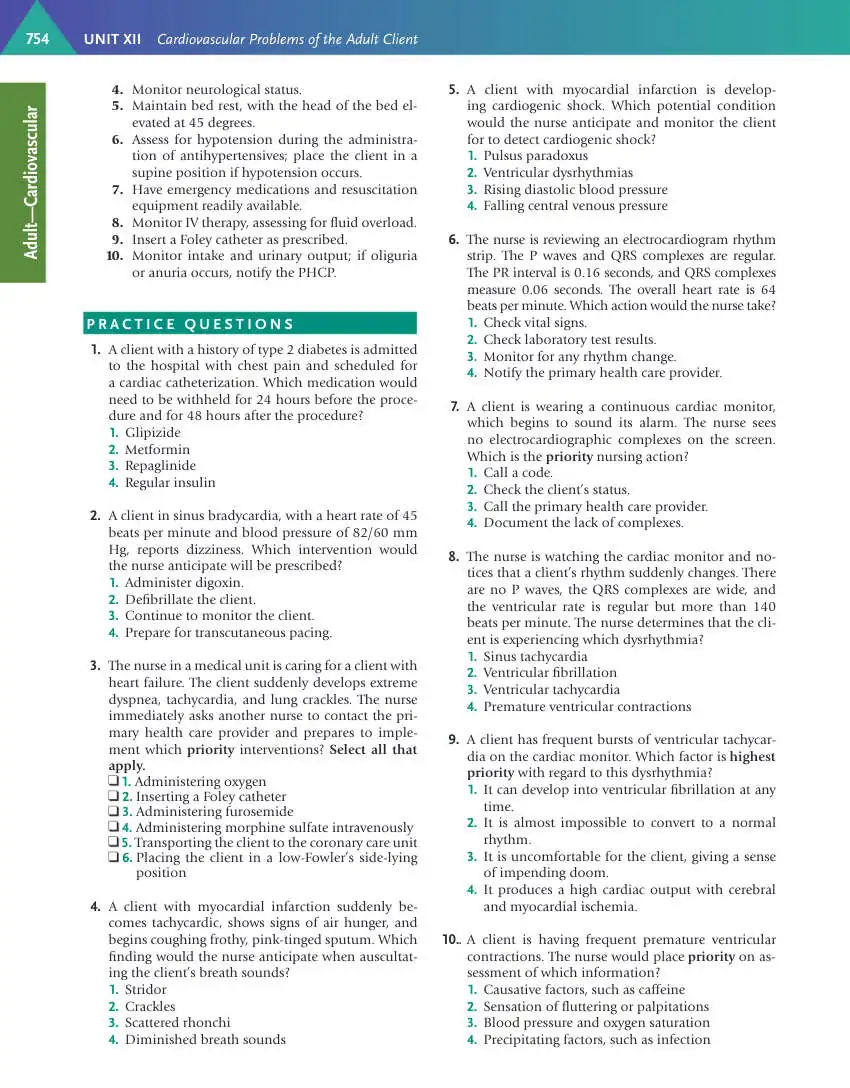 754
UNIT XII Cardiovascular Problems of the Adult Client
Adult—Cardiovascular
4. Monitor neurological status.
5. Maintain bed rest, with the head of the bed el-
evated at 45 degrees.
6. Assess for hypotension during the administra-
tion of antihypertensives; place the client in a
supine position if hypotension occurs.
7. Have emergency medications and resuscitation
equipment readily available.
8. Monitor IV therapy, assessing for fluid overload.
9. Insert a Foley catheter as prescribed.
10. Monitor intake and urinary output; if oliguria
or anuria occurs, notify the PHCP.
PRACTICE QUESTIONS
1. A client with a history of type 2 diabetes is admitted
to the hospital with chest pain and scheduled for
a cardiac catheterization. Which medication would
need to be withheld for 24 hours before the proce-
dure and for 48 hours after the procedure?
1. Glipizide
2. Metformin
3. Repaglinide
4. Regular insulin
2. A client in sinus bradycardia, with a heart rate of 45
beats per minute and blood pressure of 82/60 mm
Hg, reports dizziness. Which intervention would
the nurse anticipate will be prescribed?
1. Administer digoxin.
2. Defibrillate the client.
3. Continue to monitor the client.
4. Prepare for transcutaneous pacing.
3. The nurse in a medical unit is caring for a client with
heart failure. The client suddenly develops extreme
dyspnea, tachycardia, and lung crackles. The nurse
immediately asks another nurse to contact the pri-
mary health care provider and prepares to imple-
ment which priority interventions? Select all that
apply.
❑ 1. Administering oxygen
❑ 2. Inserting a Foley catheter
❑ 3. Administering furosemide
❑ 4. Administering morphine sulfate intravenously
❑ 5. Transporting the client to the coronary care unit
❑ 6. Placing the client in a low-Fowler's side-lying
position
4. A client with myocardial infarction suddenly be-
comes tachycardic, shows signs of air hunger, and
begins coughing frothy, pink-tinged sputum. Which
finding would the nurse anticipate when auscultat-
ing the client's breath sounds?
1. Stridor
2. Crackles
3. Scattered rhonchi
4. Diminished breath sounds
5. A client with myocardial infarction is develop-
ing cardiogenic shock. Which potential condition
would the nurse anticipate and monitor the client
for to detect cardiogenic shock?
1. Pulsus paradoxus
2. Ventricular dysrhythmias
3. Rising diastolic blood pressure
4. Falling central venous pressure
6. The nurse is reviewing an electrocardiogram rhythm
strip. The P waves and QRS complexes are regular.
The PR interval is 0.16 seconds, and QRS complexes
measure 0.06 seconds. The overall heart rate is 64
beats per minute. Which action would the nurse take?
1. Check vital signs.
2. Check laboratory test results.
3. Monitor for any rhythm change.
4. Notify the primary health care provider.
7. A client is wearing a continuous cardiac monitor,
which begins to sound its alarm. The nurse sees
no electrocardiographic complexes on the screen.
Which is the priority nursing action?
1. Call a code.
2. Check the client's status.
3. Call the primary health care provider.
4. Document the lack of complexes.
8. The nurse is watching the cardiac monitor and no-
tices that a client's rhythm suddenly changes. There
are no P waves, the QRS complexes are wide, and
the ventricular rate is regular but more than 140
beats per minute. The nurse determines that the cli-
ent is experiencing which dysrhythmia?
1. Sinus tachycardia
2. Ventricular fibrillation
3. Ventricular tachycardia
4. Premature ventricular contractions
9. A client has frequent bursts of ventricular tachycar-
dia on the cardiac monitor. Which factor is highest
priority with regard to this dysrhythmia?
1. It can develop into ventricular fibrillation at any
time.
2. It is almost impossible to convert to a normal
rhythm.
3. It is uncomfortable for the client, giving a sense
of impending doom.
4. It produces a high cardiac output with cerebral
and myocardial ischemia.
10.. A client is having frequent premature ventricular
contractions. The nurse would place priority on as-
sessment of which information?
1. Causative factors, such as caffeine
2. Sensation of fluttering or palpitations
3. Blood pressure and oxygen saturation
4. Precipitating factors, such as infection